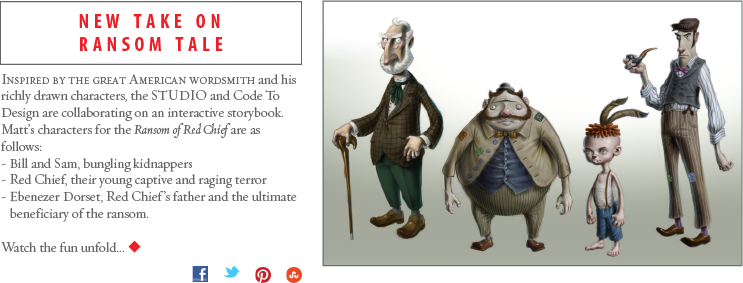 NEW TAKE ON
RANSOM TALE
INSPIRED BY THE GREAT AMERICAN WORDSMITH and his
richly drawn characters, the STUDIO and Code To
Design are collaborating on an interactive storybook.
Matt's characters for the Ransom of Red Chief are as
follows:
- Bill and Sam, bungling kidnappers
- Red Chief, their young captive and raging terror
- Ebenezer Dorset, Red Chief's father and the ultimate
beneficiary of the ransom.
Watch the fun unfold...